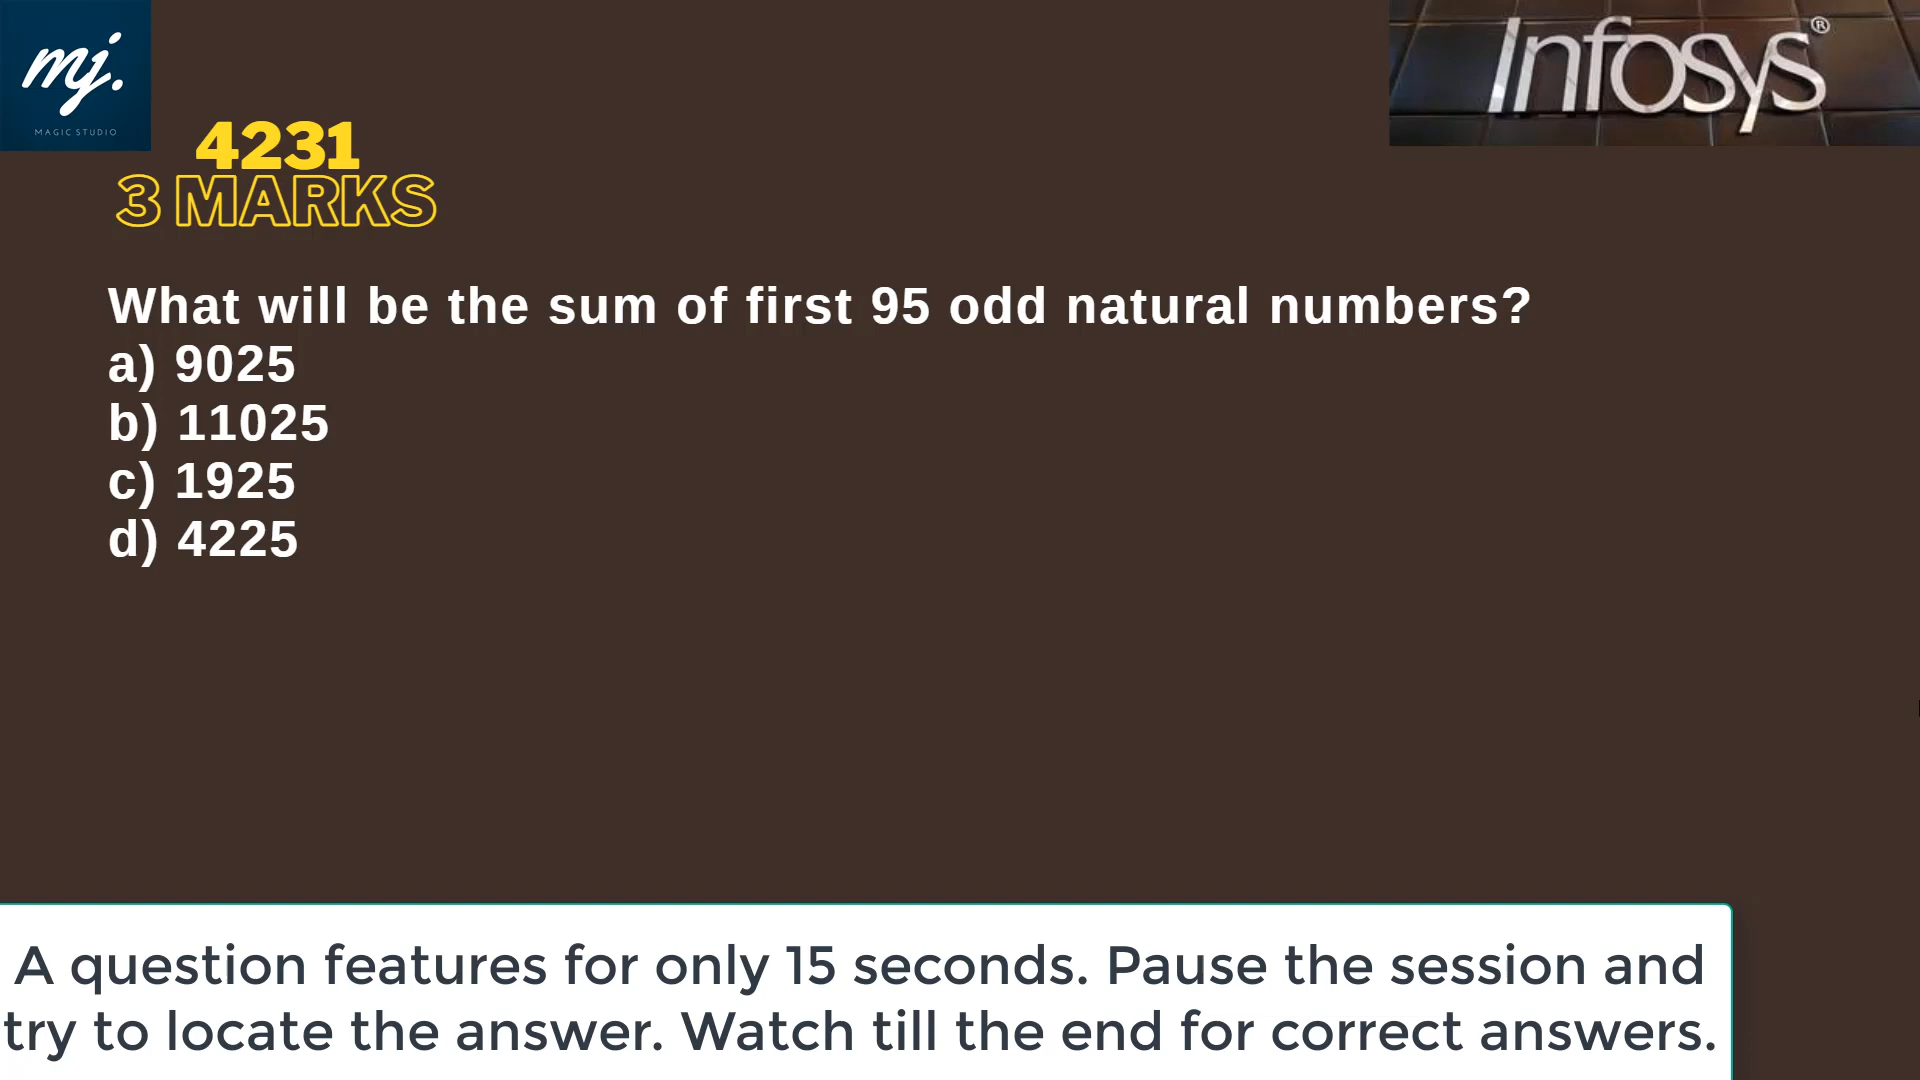 mj.
MAGIC STUDIO
Infosys®
4231
3 MARKS
What will be the sum of first 95 odd natural numbers?
a) 9025
b) 11025
c) 1925
d) 4225
A question features for only 15 seconds. Pause the session and
try to locate the answer. Watch till the end for correct answers.